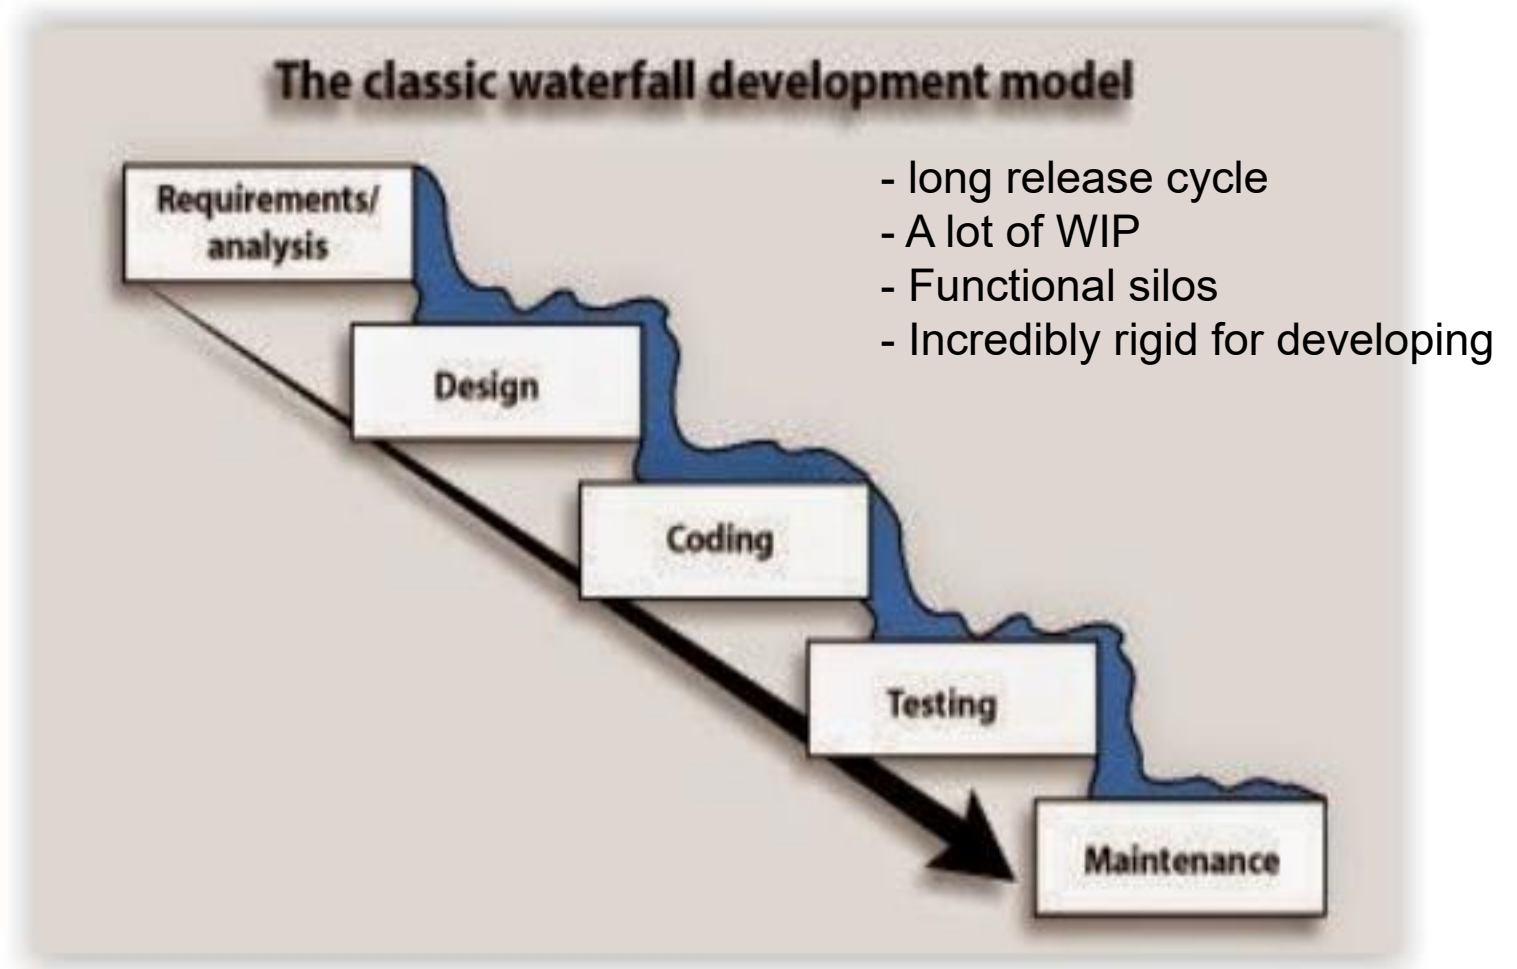 The classic waterfall development model
Requirements/
analysis
- long release cycle
- A lot of WIP
- Functional silos
- Incredibly rigid for developing
Design
Coding
Testing
Maintenance